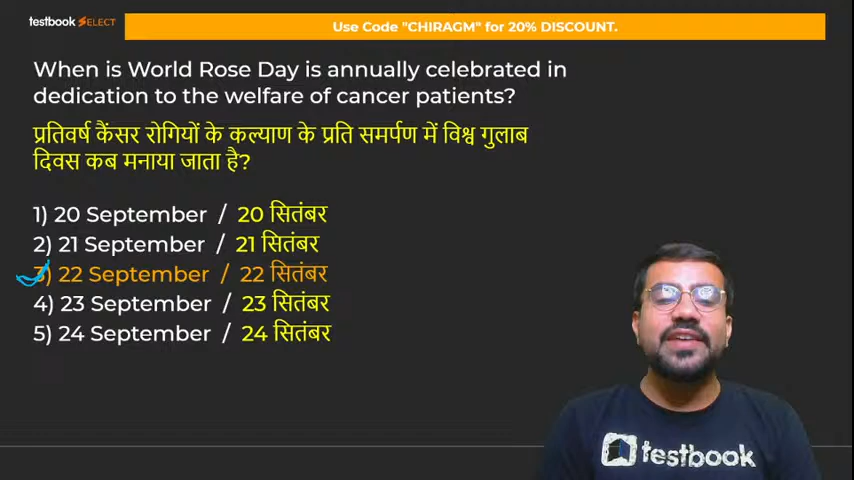 testbook SELECT
Use Code "CHIRAGM" for 20% DISCOUNT.
When is World Rose Day is annually celebrated in
dedication to the welfare of cancer patients?
प्रतिवर्ष कैंसर रोगियों के कल्याण के प्रति समर्पण में विश्व गुलाब
दिवस कब मनाया जाता है?
1) 20 September / 20 सितंबर
2) 21 September / 21 सितंबर
3) 22 September / 22 सितंबर
4) 23 September / 23 सितंबर
5) 24 September / 24 सितंबर
testbook